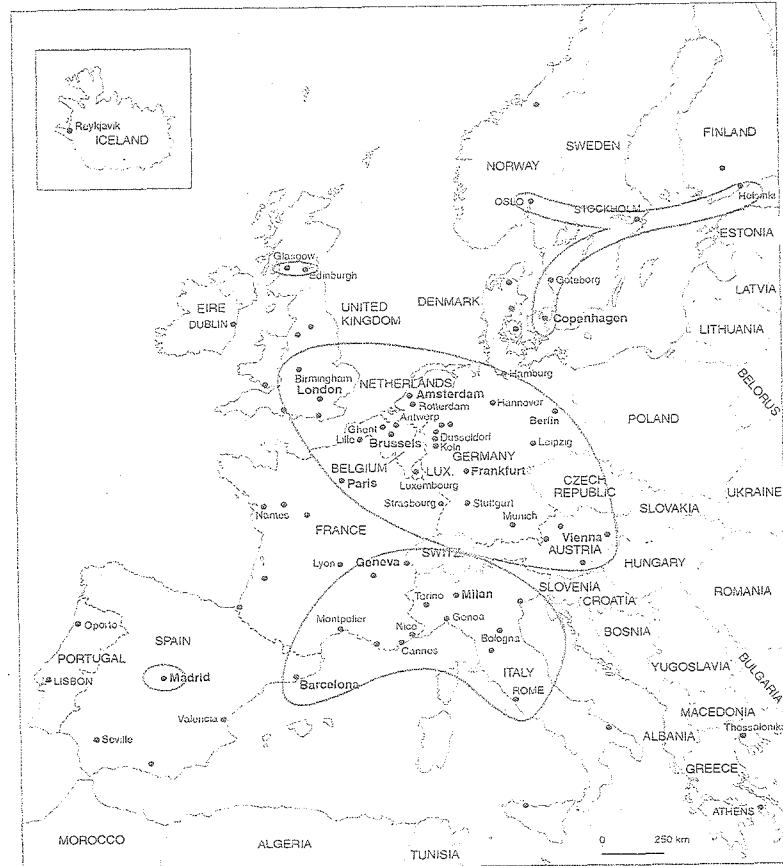 Reykjavik
ICELAND
FINLAND
SWEDEN
NORWAY
OSLO
STOCKHOLM
Helsinki
ESTONIA
Glasgow
Edinburgh
Göteborg
LATVIA
EIRE
DUBLIN
UNITED
KINGDOM
DENMARK
Copenhagen
LITHUANIA
BELORUS
Hamburg
Birmingham
NETHERLANDS
London
Amsterdam
Rotterdam
Hannover
Berlin
POLAND
Antwerp
Ghent
Lille
Brussels
Dusseldorf
Koln
Leipzig
GERMANY
BELGIUM
LUX.
Frankfurt
Paris
Luxembourg
CZECH
REPUBLIC
UKRAINE
Strasbourg
Stuttgart
SLOVAKIA
Nantes
Munich
Vienna
FRANCE
AUSTRIA
SWITZ
HUNGARY
Lyon
Geneva
SLOVENIA
ROMANIA
Torino
Milan
CROATIA
Montpelier
Nice
Genoa
BOSNIA
Oporto
SPAIN
Cannes
Bologna
PORTUGAL
ITALY
YUGOSLAVIA
BULGARIA
LISBON
Madrid
Barcelona
ROME
MACEDONIA
Valencia
Thessalonika
Seville
ALBANIA
GREECE
ATHENS
0 250 km
MOROCCO
ALGERIA
TUNISIA